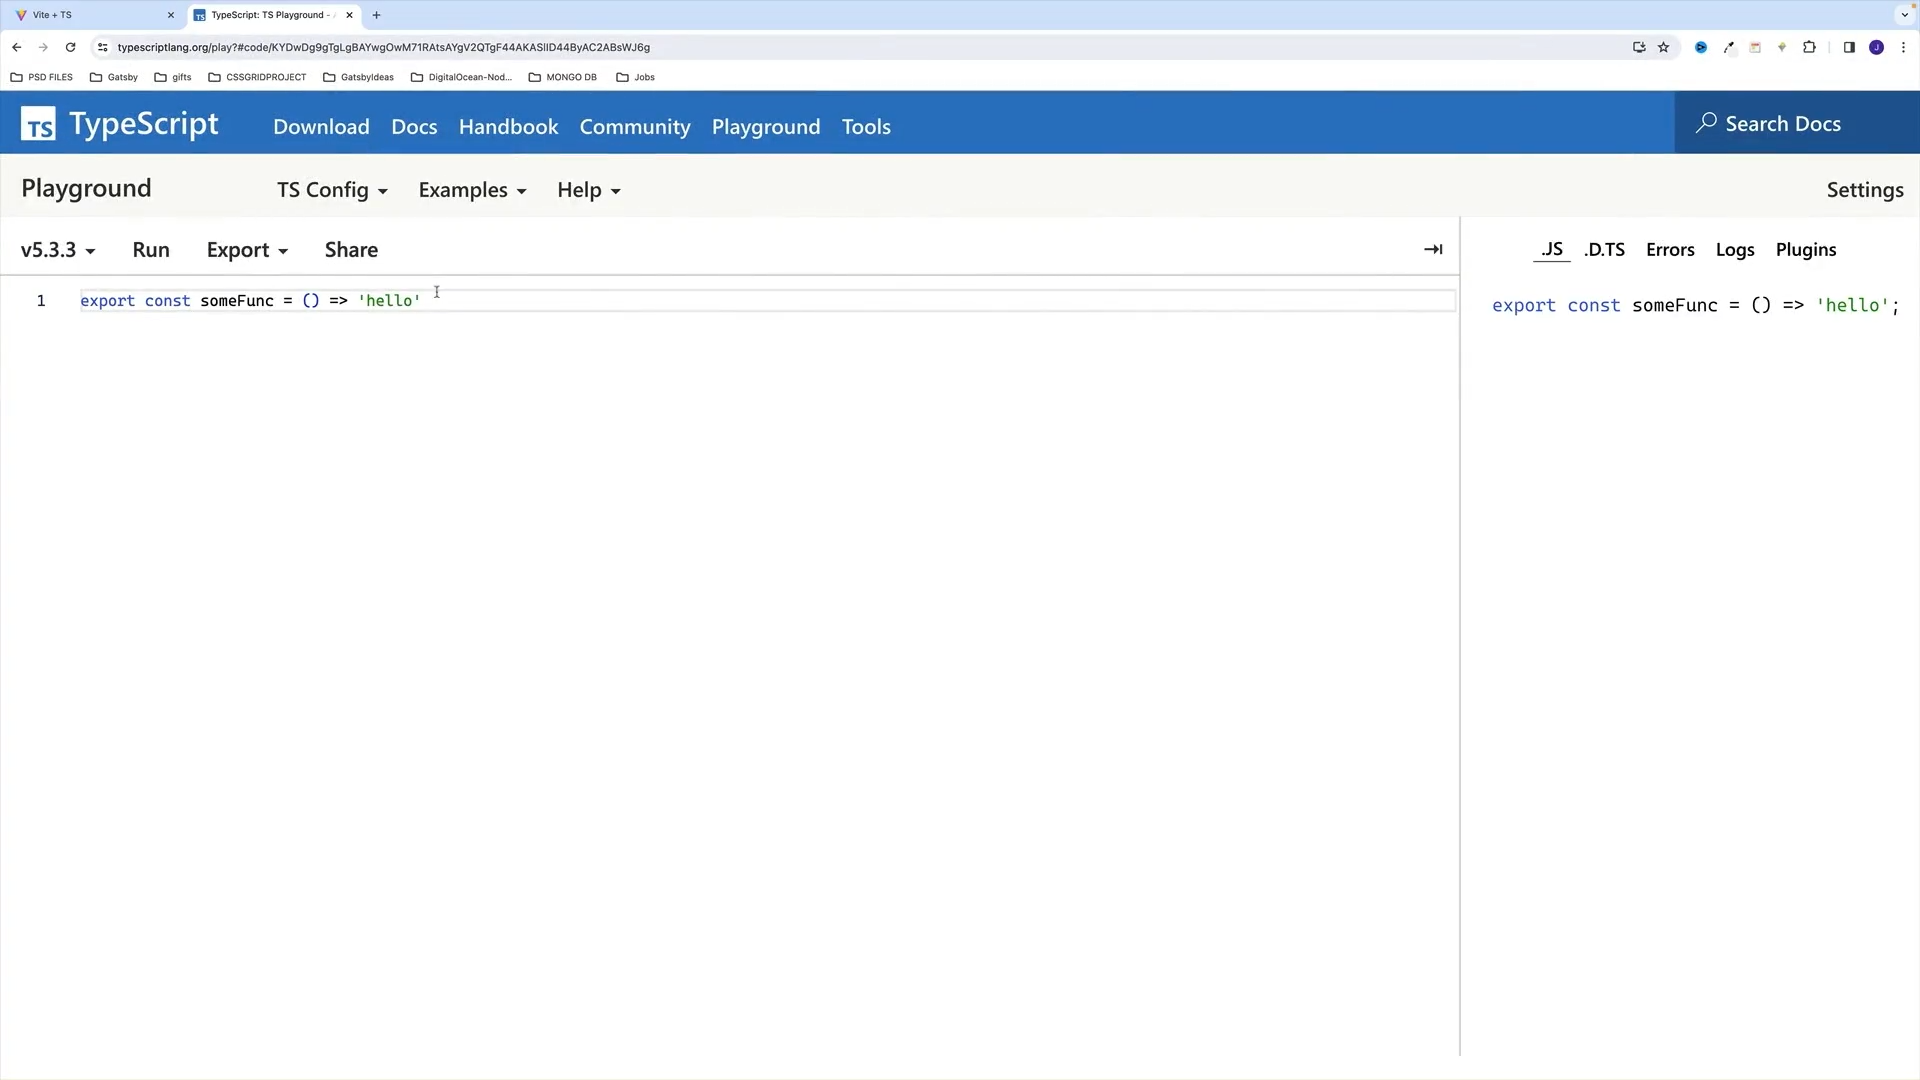 Vite + TS
TypeScript: TS Playground -
typescriptlang.org/play?#code/KYDwDg9gTgLgBAYwgOwM71RAtsAYgV2QTgF44AKASlID44ByAC2ABsWJ6g
PSD FILES Gatsby gifts CSSGRIDPROJECT GatsbyIdeas DigitalOcean-Nod... MONGO DB Jobs
TS TypeScript Download Docs Handbook Community Playground Tools Search Docs
Playground TS Config Examples Help Settings
v5.3.3 Run Export Share .JS .D.TS Errors Logs Plugins
1 export const someFunc = () => 'hello'
export const someFunc = () => 'hello';